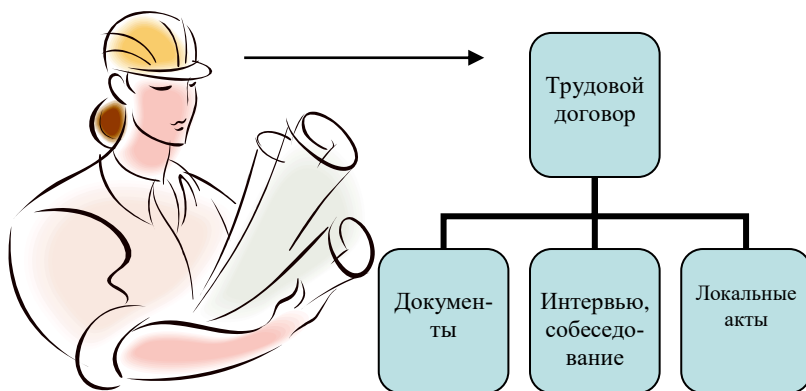 Трудовой
договор
Докумен-
ты
Интервью,
собеседо-
вание
Локальные
акты